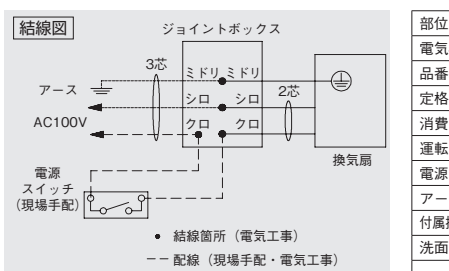 結線図
ジョイントボックス
3芯
ミドリ ミドリ
アース
シロ シロ
2芯
AC100V
クロ クロ
換気扇
電源
スイッチ
(現場手配)
● 結線箇所（電気工事）
−−配線（現場手配・電気工事）
部位
電気
品番
定格
消費
運転
電源
アー
付属
洗面